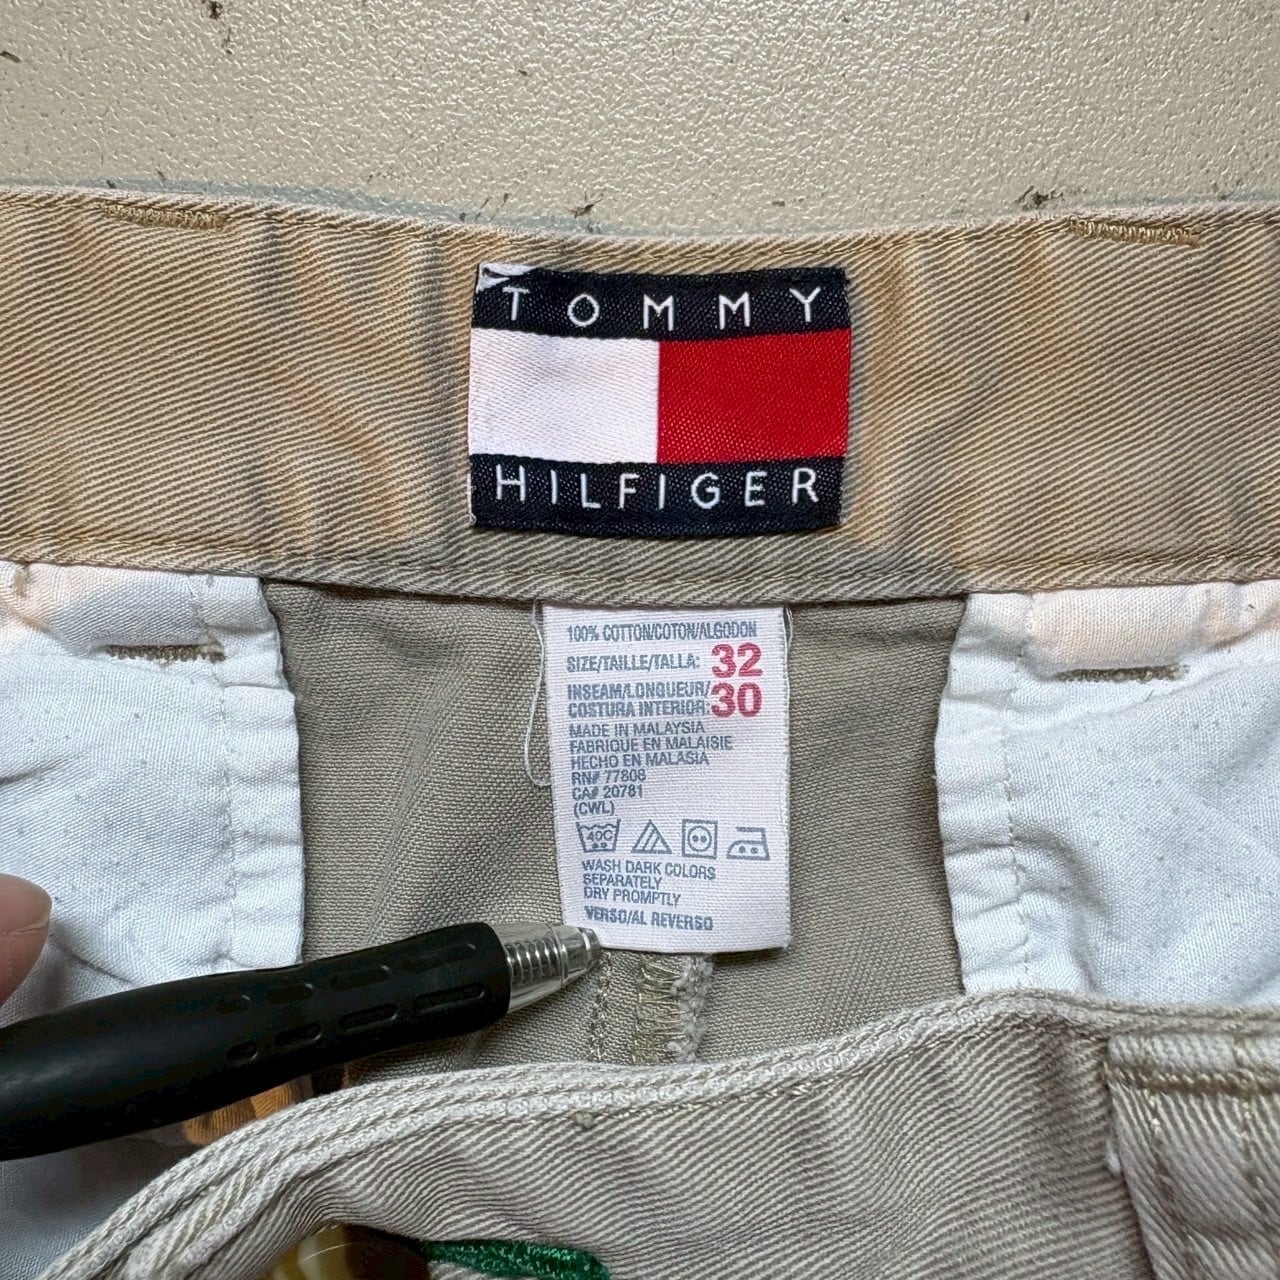 TOMMY
HILFIGER
100% COTTON/COTON/ALGODON
SIZE/TAILLE/TALLA: 32
INSEAM/LONGUEUR/
COSTURA INTERIOR: 30
MADE IN MALAYSIA
FABRIQUE EN MALAISIE
HECHO EN MALASIA
RN# 77806
CA# 20781
(CWL)
40C
WASH DARK COLORS
SEPARATELY
DRY PROMPTLY
VERSO/AL REVERSO